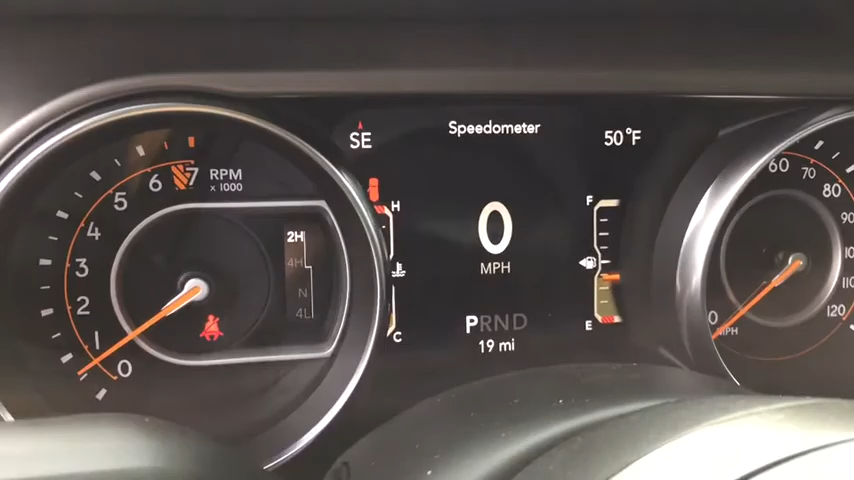 SE
Speedometer
50°F
7
RPM
x 1000
6
5
4
3
2
1
0
2H
4H
N
4L
H
C
0
MPH
PRND
19 mi
F
E
60
70
80
90
110
120
0
MPH